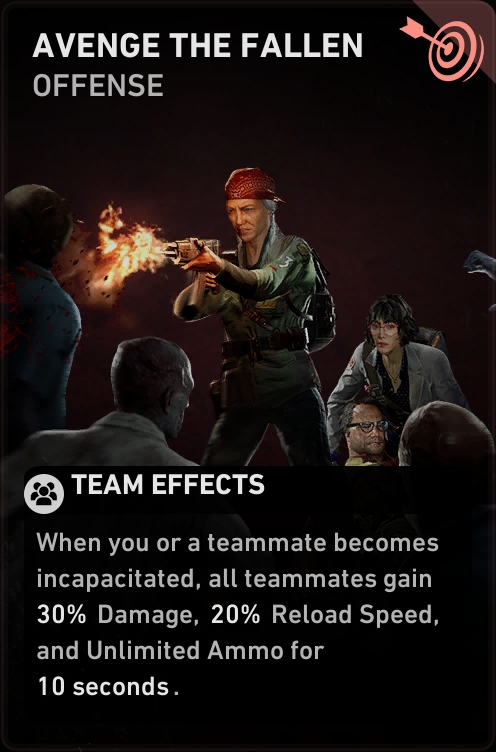 AVENGE THE FALLEN
OFFENSE
TEAM EFFECTS
When you or a teammate becomes
incapacitated, all teammates gain
30% Damage, 20% Reload Speed,
and Unlimited Ammo for
10 seconds.